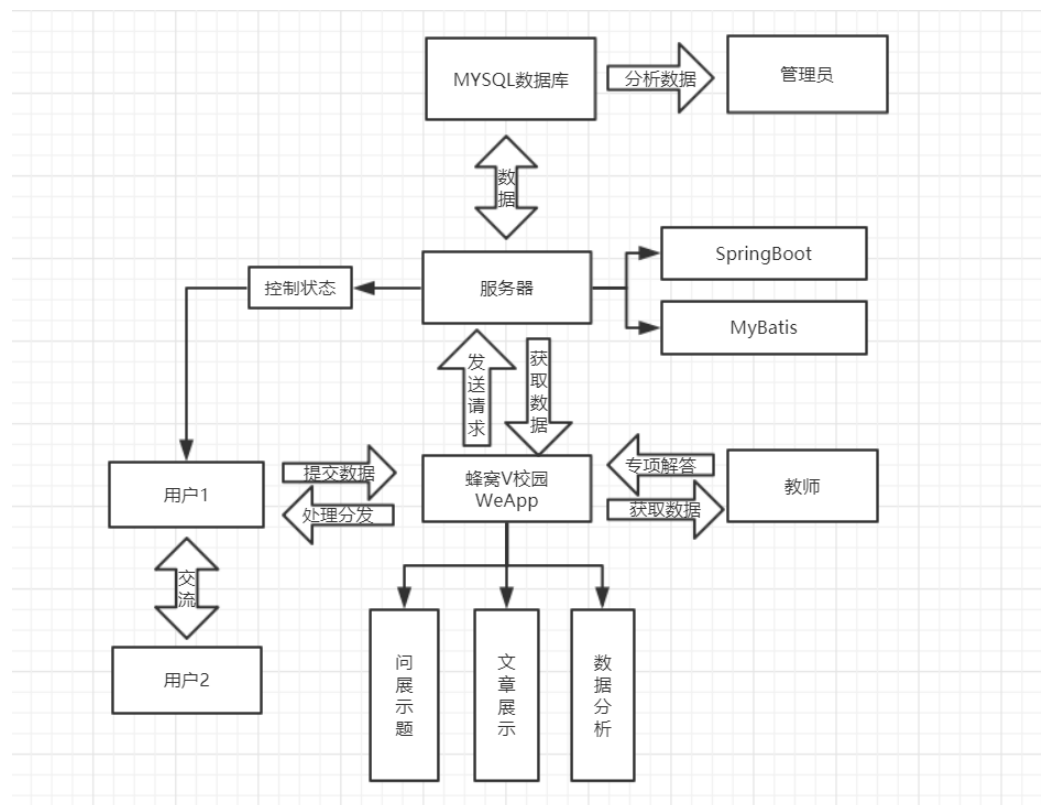 MYSQL数据库
分析数据
管理员
数据
SpringBoot
控制状态
服务器
MyBatis
发送请求
获取数据
提交数据
专项解答
用户1
蜂窝V校园
WeApp
教师
处理分发
获取数据
交流
用户2
问展示题
文章展示
数据分析